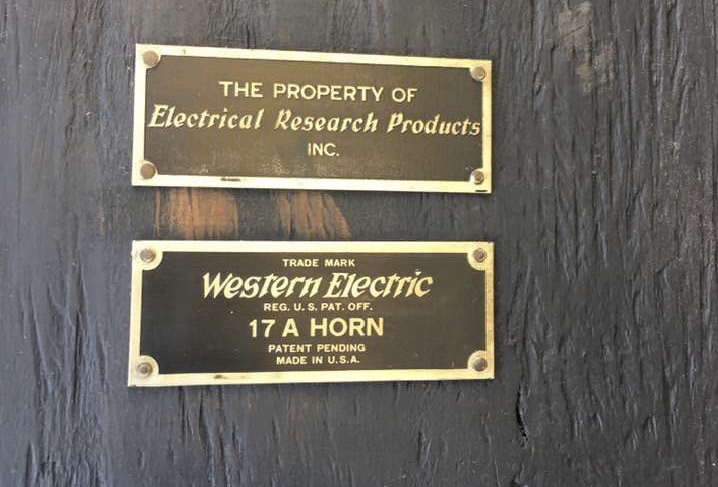 THE PROPERTY OF
Electrical Research Products
INC.
TRADE MARK
Western Electric
REG. U. S. PAT. OFF.
17 A HORN
PATENT PENDING
MADE IN U.S.A.